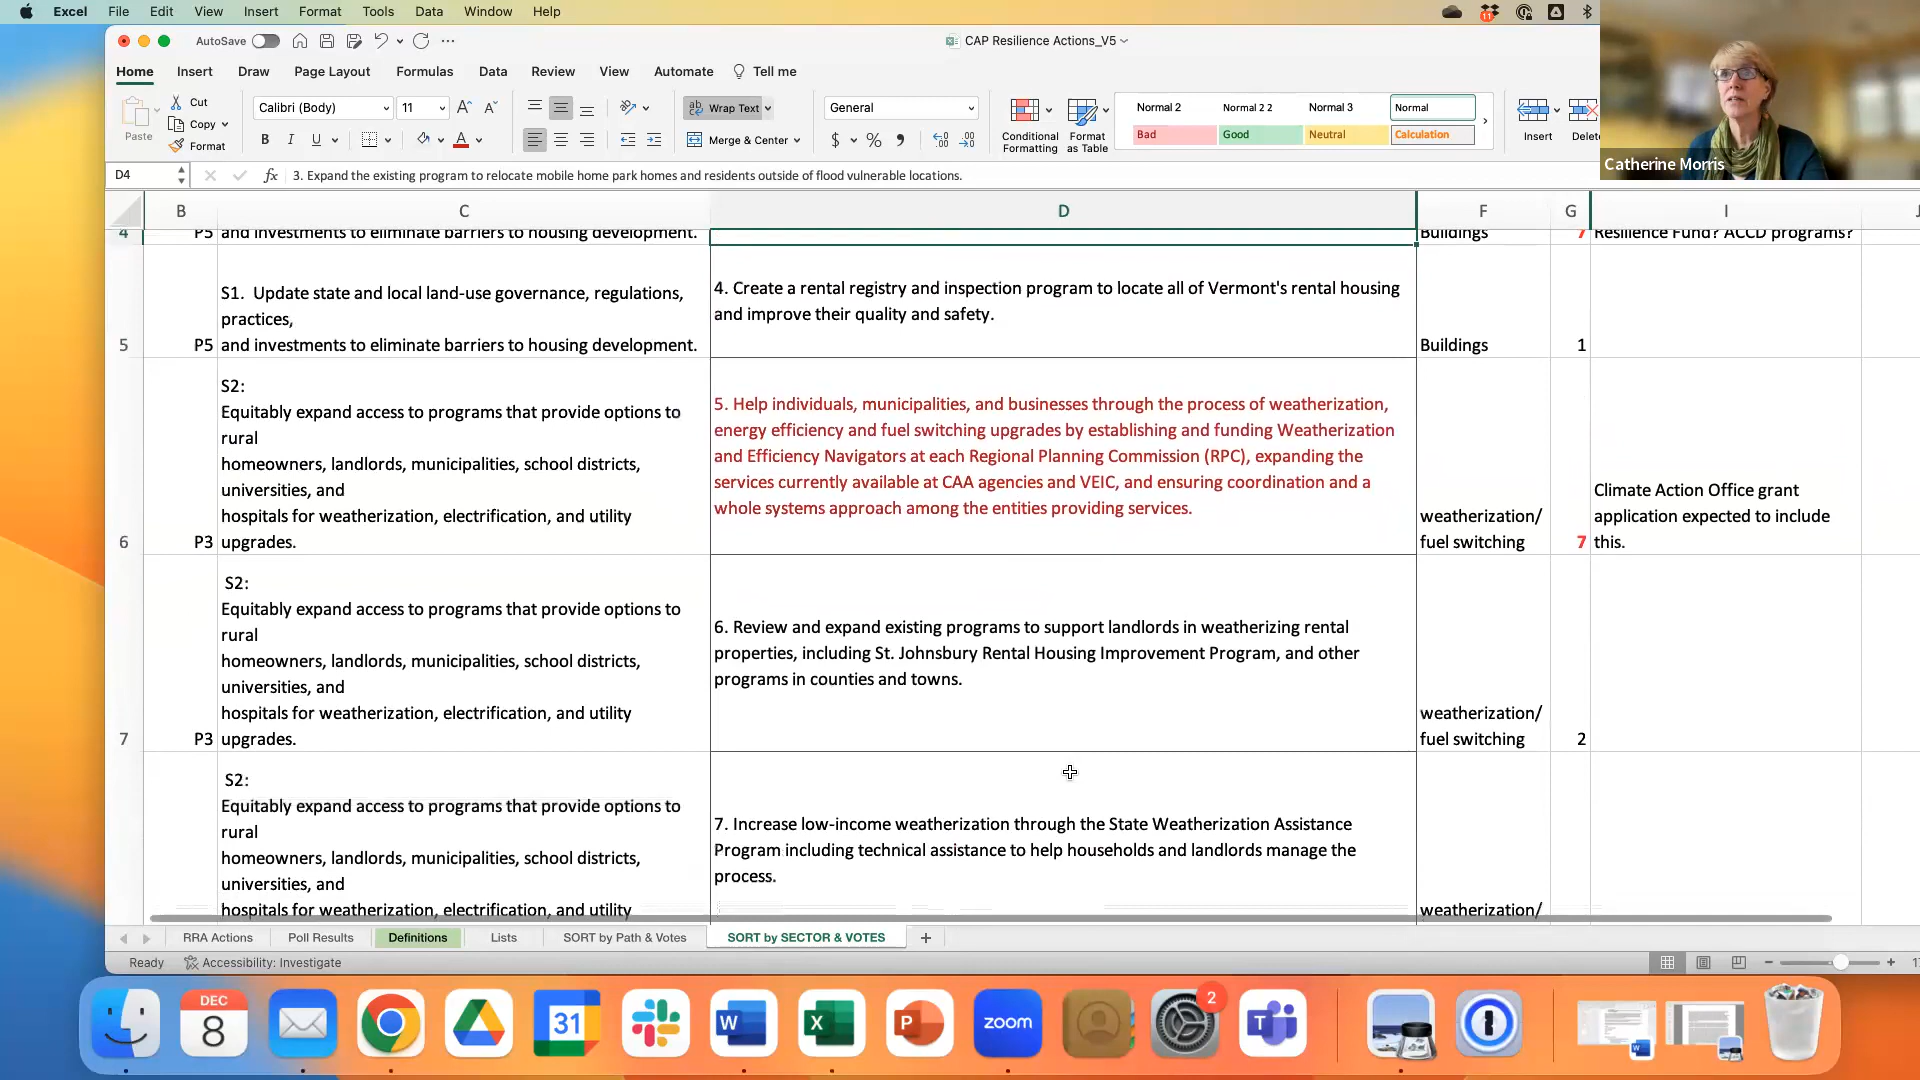 Excel File Edit View Insert Format Tools Data Window Help
11
AutoSave
CAP Resilience Actions_V5
Home Insert Draw Page Layout Formulas Data Review View Automate Tell me
Paste
Cut
Copy
Format
Calibri (Body) 11
B I U
Wrap Text
Merge & Center
General
$ % ,
Conditional Formatting
Format as Table
Normal 2 Normal 2 2 Normal 3 Normal
Bad Good Neutral Calculation
Insert
Delet
Catherine Morris
D4 fx 3. Expand the existing program to relocate mobile home park homes and residents outside of flood vulnerable locations.
B C D F G I J
4 P5 and investments to eliminate barriers to housing development. Buildings 7 Resilience Fund? ACCD programs?
S1. Update state and local land-use governance, regulations,
practices,
5 P5 and investments to eliminate barriers to housing development.
4. Create a rental registry and inspection program to locate all of Vermont's rental housing
and improve their quality and safety.
Buildings 1
S2:
Equitably expand access to programs that provide options to
rural
homeowners, landlords, municipalities, school districts,
universities, and
hospitals for weatherization, electrification, and utility
6 P3 upgrades.
5. Help individuals, municipalities, and businesses through the process of weatherization,
energy efficiency and fuel switching upgrades by establishing and funding Weatherization
and Efficiency Navigators at each Regional Planning Commission (RPC), expanding the
services currently available at CAA agencies and VEIC, and ensuring coordination and a
whole systems approach among the entities providing services.
weatherization/
fuel switching 7
Climate Action Office grant
application expected to include
this.
S2:
Equitably expand access to programs that provide options to
rural
homeowners, landlords, municipalities, school districts,
universities, and
hospitals for weatherization, electrification, and utility
7 P3 upgrades.
6. Review and expand existing programs to support landlords in weatherizing rental
properties, including St. Johnsbury Rental Housing Improvement Program, and other
programs in counties and towns.
weatherization/
fuel switching 2
S2:
Equitably expand access to programs that provide options to
rural
homeowners, landlords, municipalities, school districts,
universities, and
hospitals for weatherization, electrification, and utility
7. Increase low-income weatherization through the State Weatherization Assistance
Program including technical assistance to help households and landlords manage the
process.
weatherization/
RRA Actions Poll Results Definitions Lists SORT by Path & Votes SORT by SECTOR & VOTES +
Ready Accessibility: Investigate
DEC
8
31
W
X
P
zoom
2
T